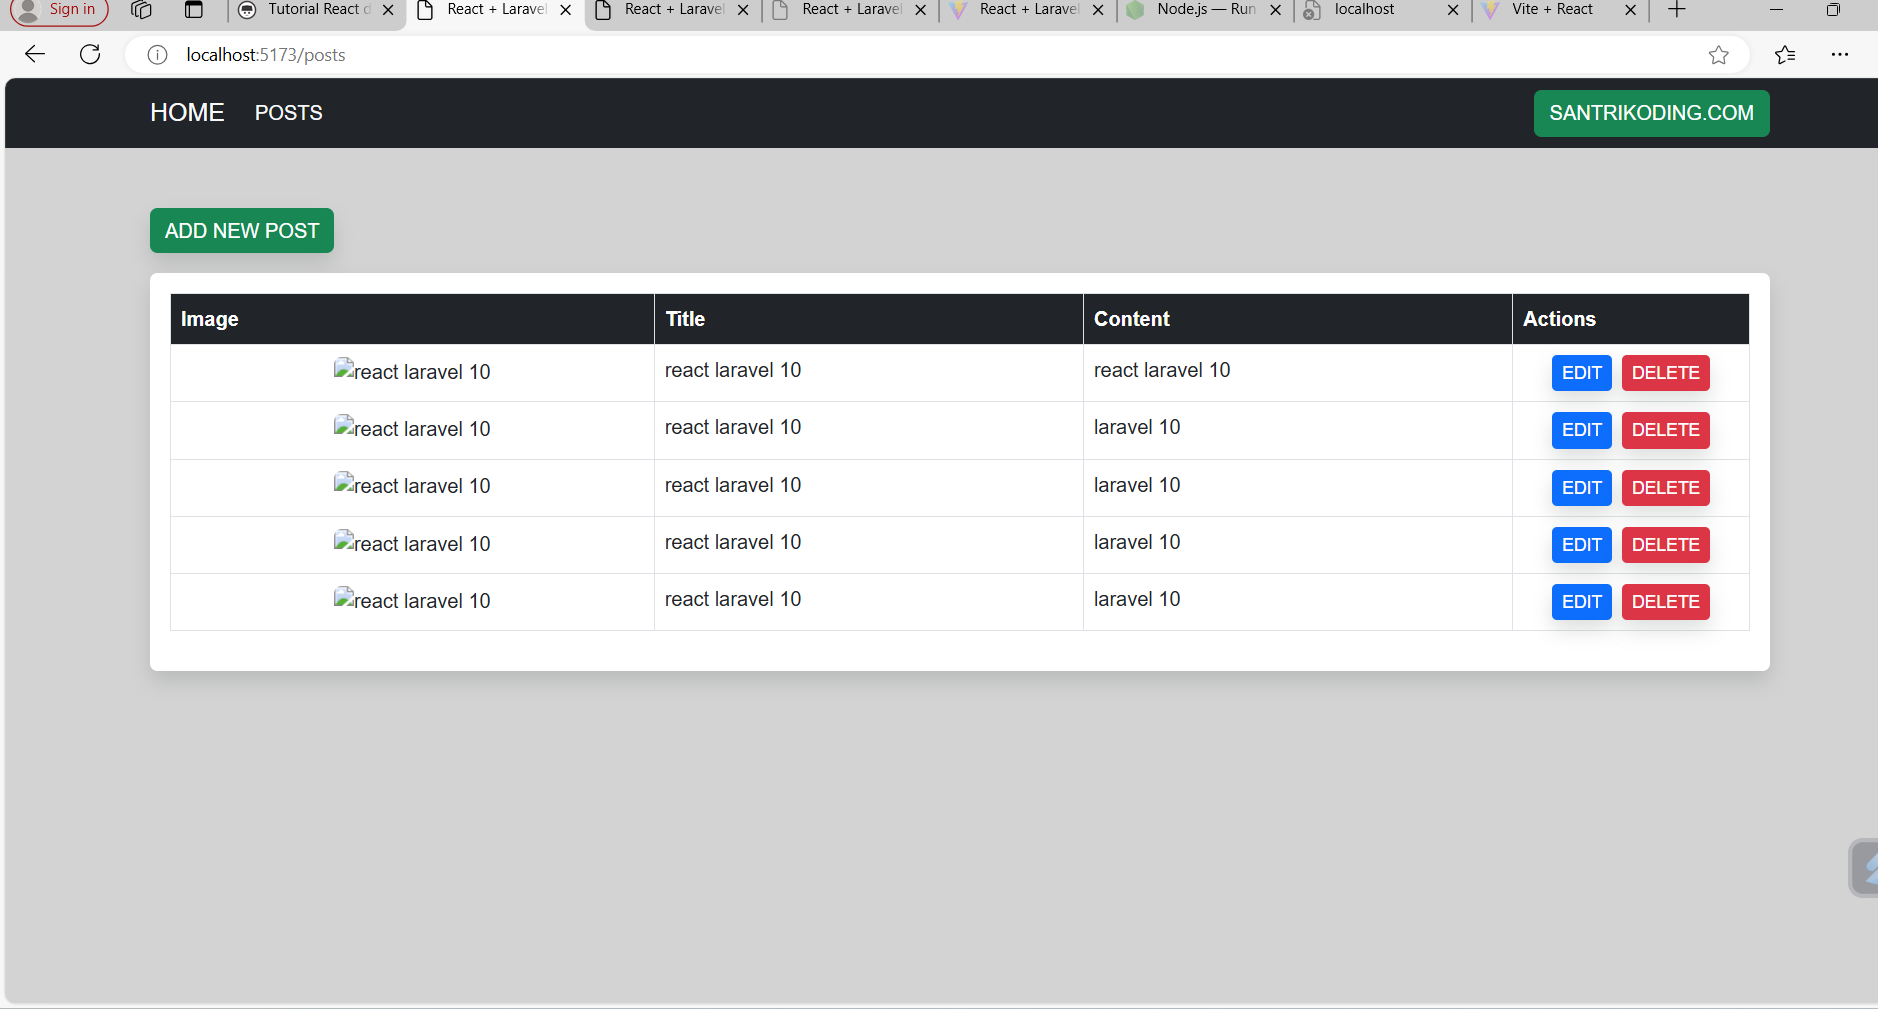 Sign in
Tutorial React d
React + Laravel
React + Laravel
React + Laravel
React + Laravel
Node.js — Run
localhost
Vite + React
localhost:5173/posts
HOME POSTS SANTRIKODING.COM
ADD NEW POST
Image Title Content Actions
react laravel 10 react laravel 10 react laravel 10 EDIT DELETE
react laravel 10 react laravel 10 laravel 10 EDIT DELETE
react laravel 10 react laravel 10 laravel 10 EDIT DELETE
react laravel 10 react laravel 10 laravel 10 EDIT DELETE
react laravel 10 react laravel 10 laravel 10 EDIT DELETE